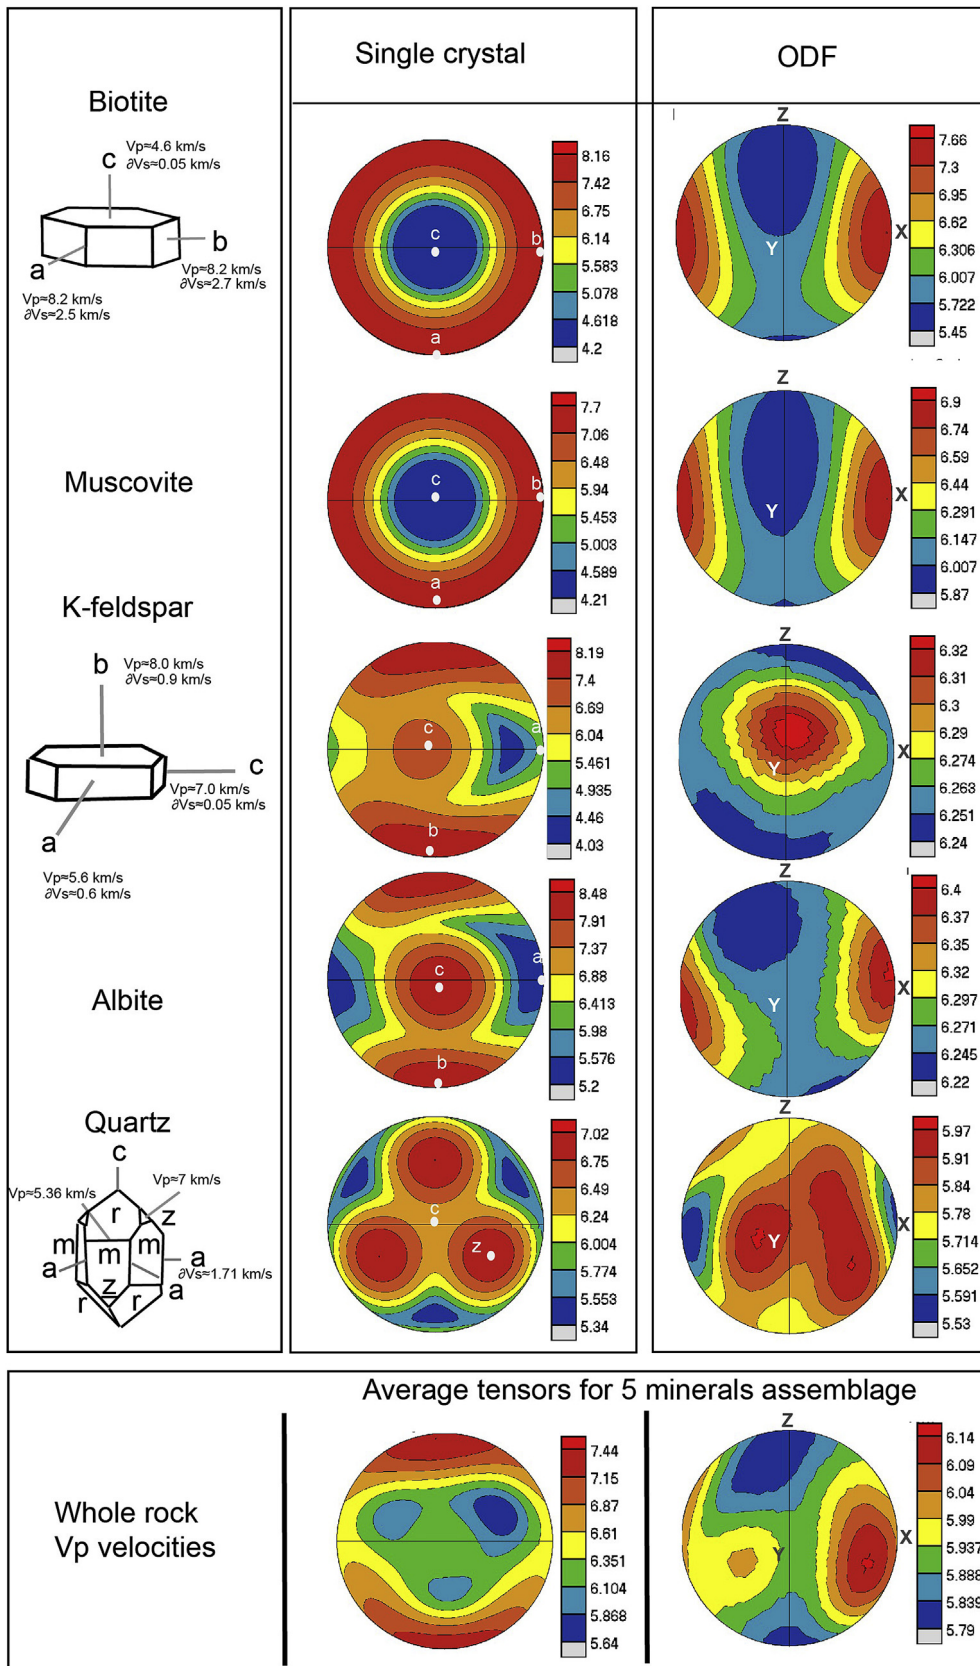 Single crystal
ODF
Biotite
Vp≈4.6 km/s
c ∂Vs≈0.05 km/s
b
a
Vp≈8.2 km/s
∂Vs≈2.7 km/s
Vp≈8.2 km/s
∂Vs≈2.5 km/s
c
b
a
8.16
7.42
6.75
6.14
5.583
5.078
4.618
4.2
Z
Y
X
7.66
7.3
6.95
6.62
6.306
6.007
5.722
5.45
Muscovite
c
b
a
7.7
7.06
6.48
5.94
5.453
5.003
4.589
4.21
Z
Y
X
6.9
6.74
6.59
6.44
6.291
6.147
6.007
5.87
K-feldspar
b
Vp≈8.0 km/s
∂Vs≈0.9 km/s
c
Vp≈7.0 km/s
∂Vs≈0.05 km/s
a
Vp≈5.6 km/s
∂Vs≈0.6 km/s
c
a
b
8.19
7.4
6.69
6.04
5.461
4.935
4.46
4.03
Z
Y
X
6.32
6.31
6.3
6.29
6.274
6.263
6.251
6.24
Albite
c
a
b
8.48
7.91
7.37
6.88
6.413
5.98
5.576
5.2
Z
Y
X
6.4
6.37
6.35
6.32
6.297
6.271
6.245
6.22
Quartz
c
Vp≈5.36 km/s
Vp≈7 km/s
r
z
m
m
m
a
a
∂Vs≈1.71 km/s
z
r
r
a
c
z
7.02
6.75
6.49
6.24
6.004
5.774
5.553
5.34
Z
Y
X
5.97
5.91
5.84
5.78
5.714
5.652
5.591
5.53
Average tensors for 5 minerals assemblage
Whole rock
Vp velocities
7.44
7.15
6.87
6.61
6.351
6.104
5.868
5.64
Z
Y
X
6.14
6.09
6.04
5.99
5.937
5.888
5.839
5.79